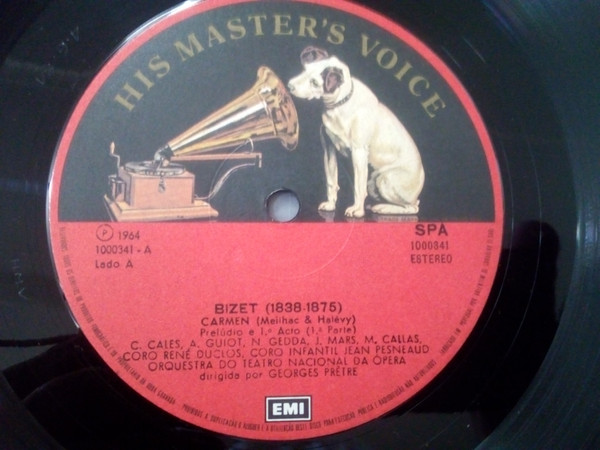 HIS MASTER'S VOICE
℗ 1964
1000341-A
Lado A
SPA
1000341
ESTEREO
BIZET (1838-1875)
CARMEN (Meilhac & Halévy)
Prelúdio e 1.º Acto (1.ª Parte)
C. CALES, A. GUIOT, N. GEDDA, J. MARS, M. CALLAS,
CORO RENÉ DUCLOS, CORO INFANTIL JEAN PESNEAUD
ORQUESTRA DO TEATRO NACIONAL DA ÓPERA
dirigida por GEORGES PRÊTRE
EMI